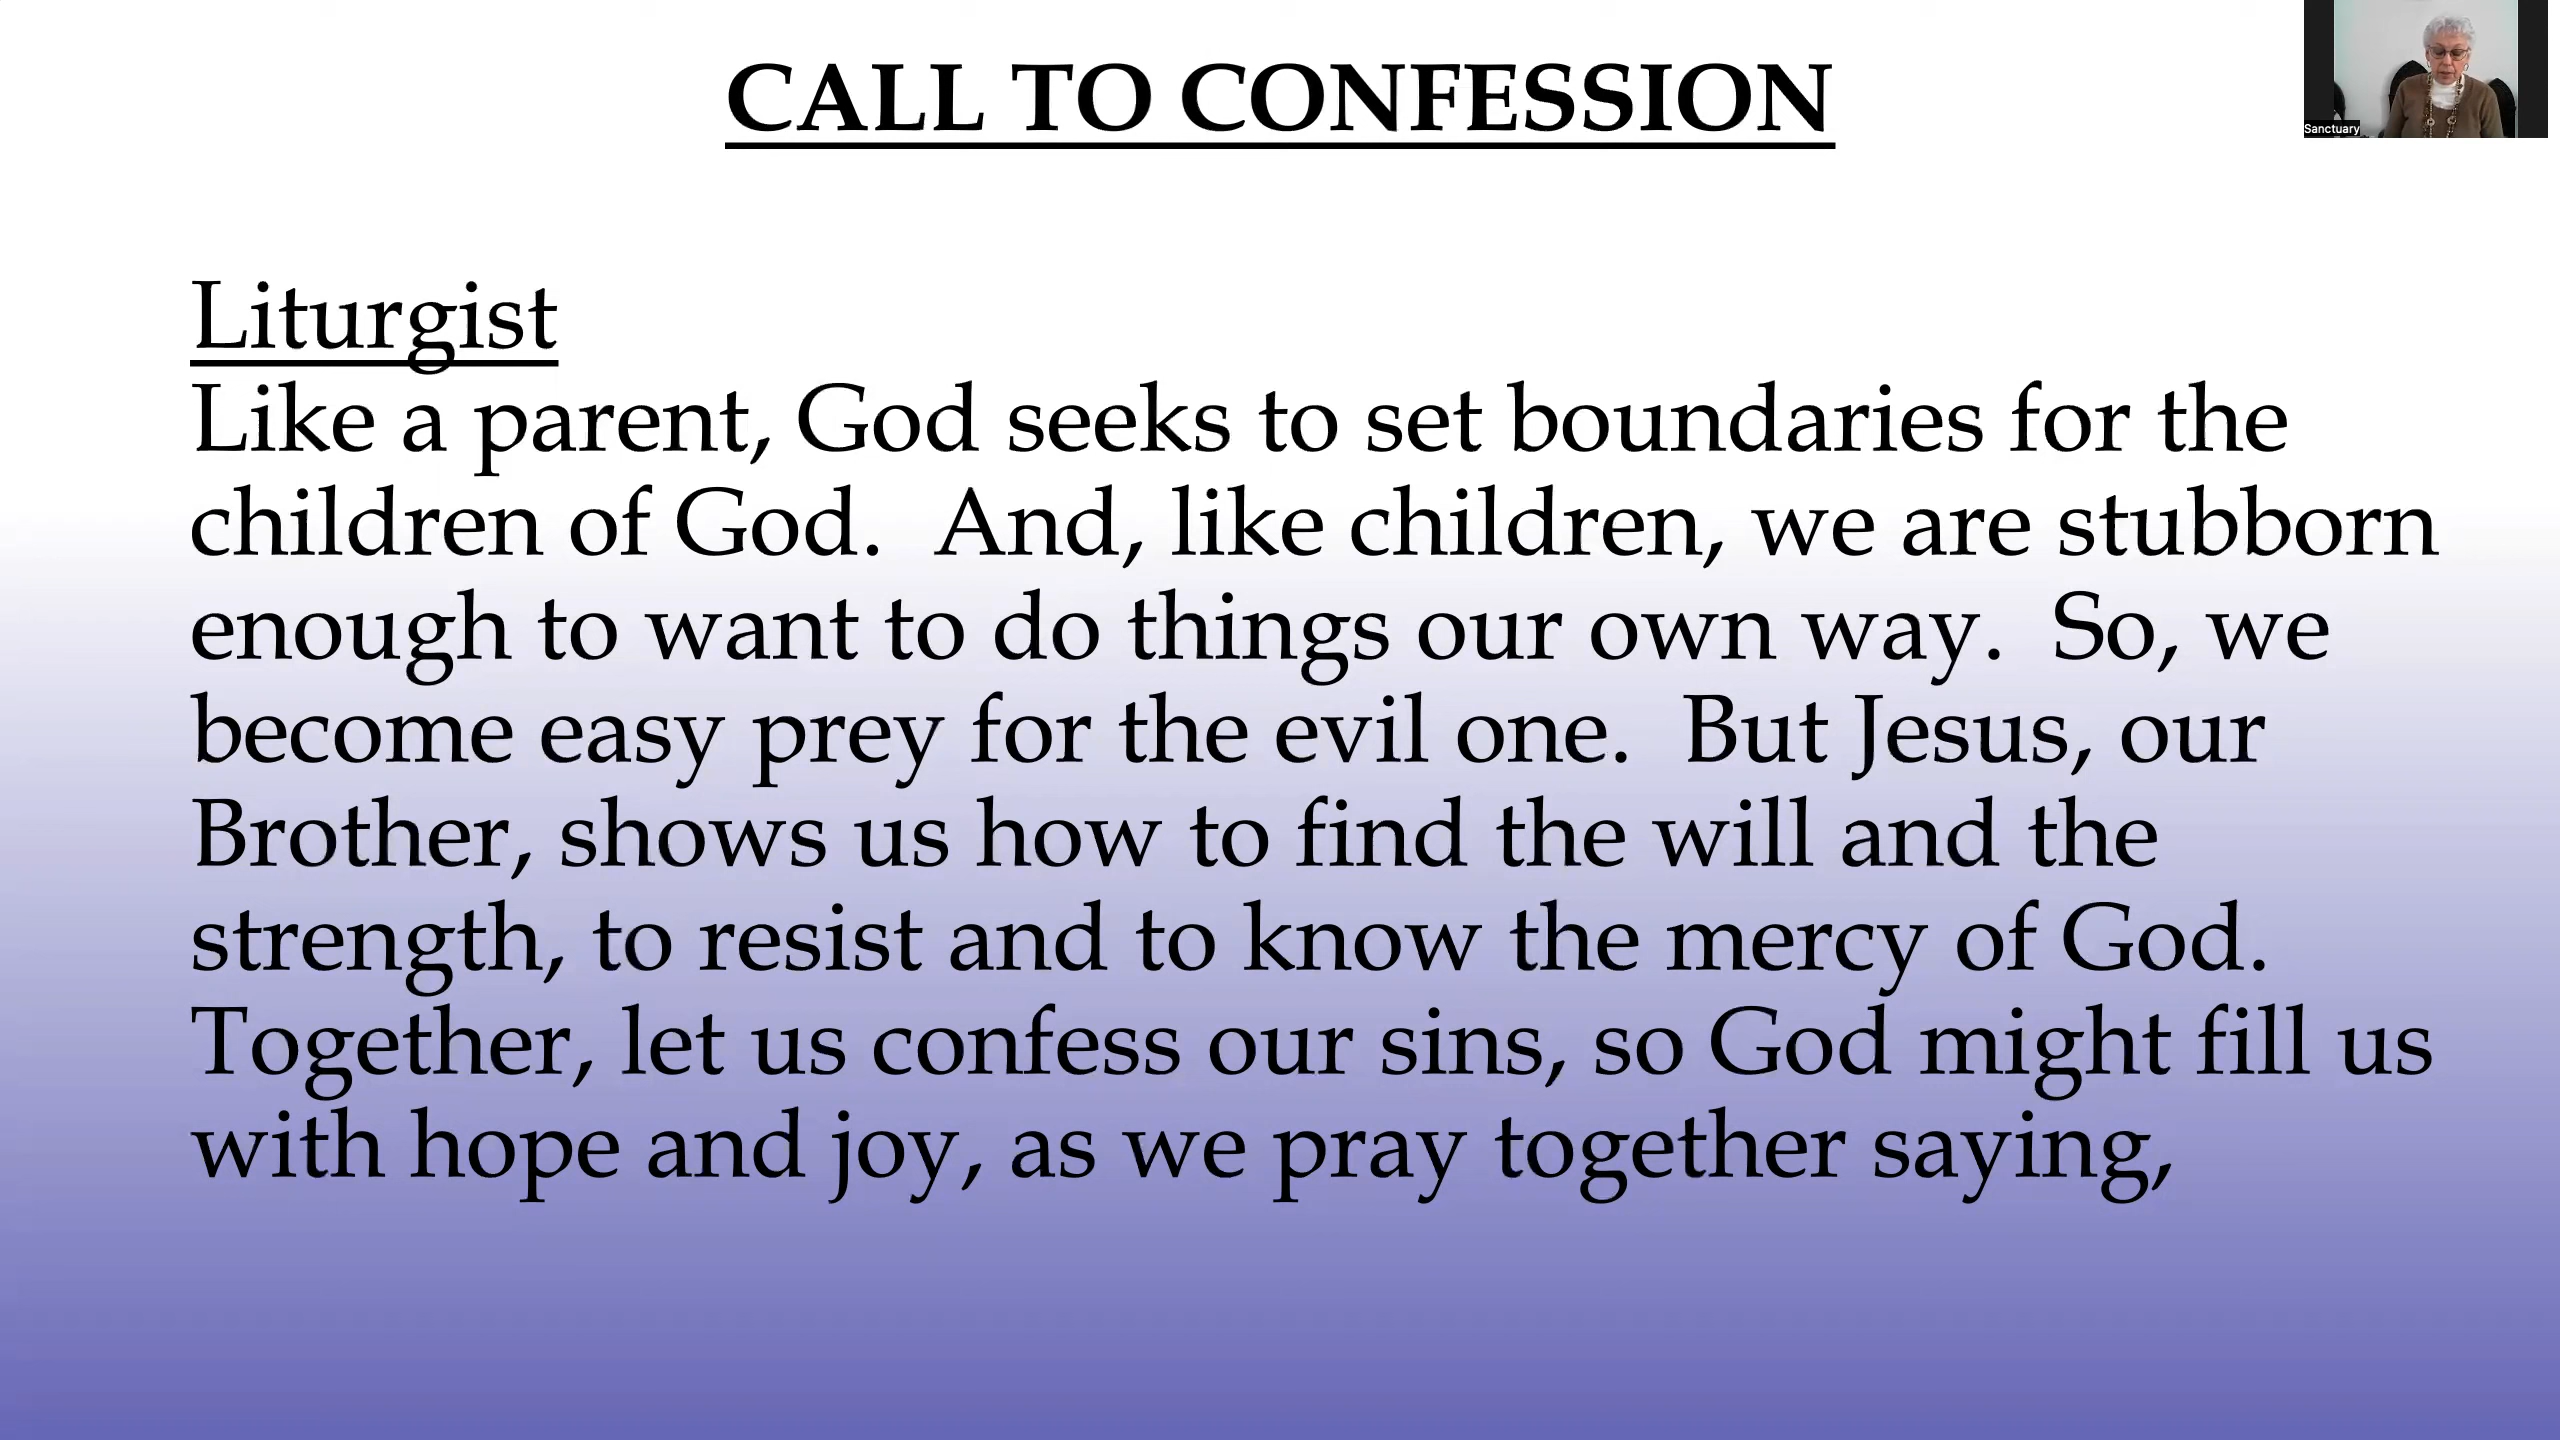 CALL TO CONFESSION
Sanctuary
Liturgist
Like a parent, God seeks to set boundaries for the
children of God.  And, like children, we are stubborn
enough to want to do things our own way.  So, we
become easy prey for the evil one.  But Jesus, our
Brother, shows us how to find the will and the
strength, to resist and to know the mercy of God.
Together, let us confess our sins, so God might fill us
with hope and joy, as we pray together saying,